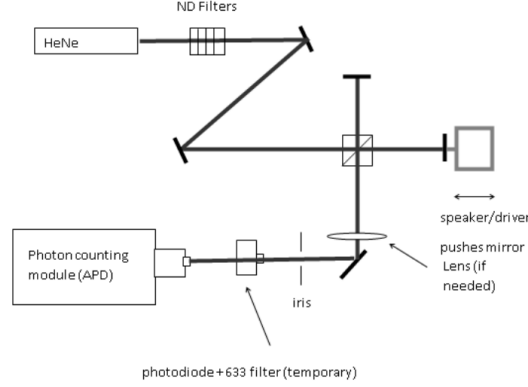 ND Filters
HeNe
speaker/driver
pushes mirror
Lens (if
needed)
Photon counting
module (APD)
iris
photodiode + 633 filter (temporary)